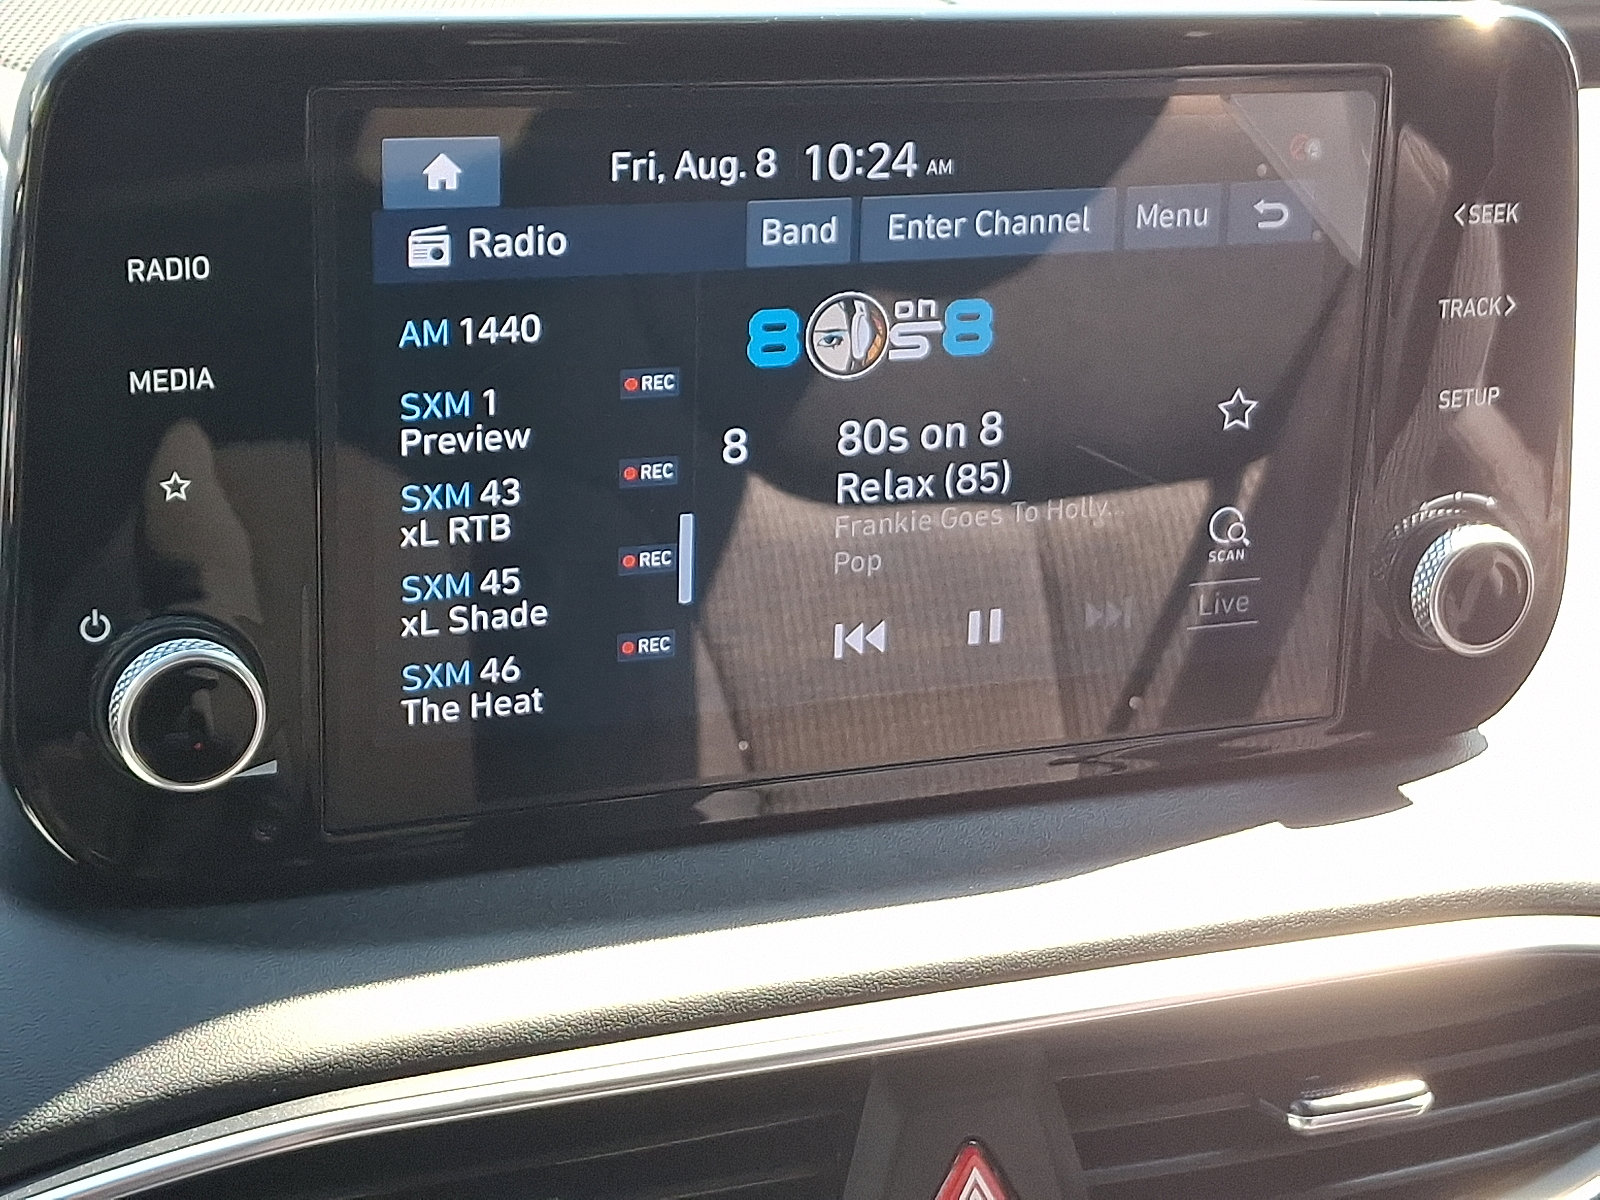 Fri, Aug. 8 10:24 AM
Radio Band Enter Channel Menu
RADIO
MEDIA
AM 1440
SXM 1 REC
Preview
SXM 43 REC
xL RTB
SXM 45 REC
xL Shade
SXM 46 REC
The Heat
80s on 8
8 80s on 8
Relax (85)
Frankie Goes To Holly...
Pop
SCAN
Live
<SEEK
TRACK>
SETUP